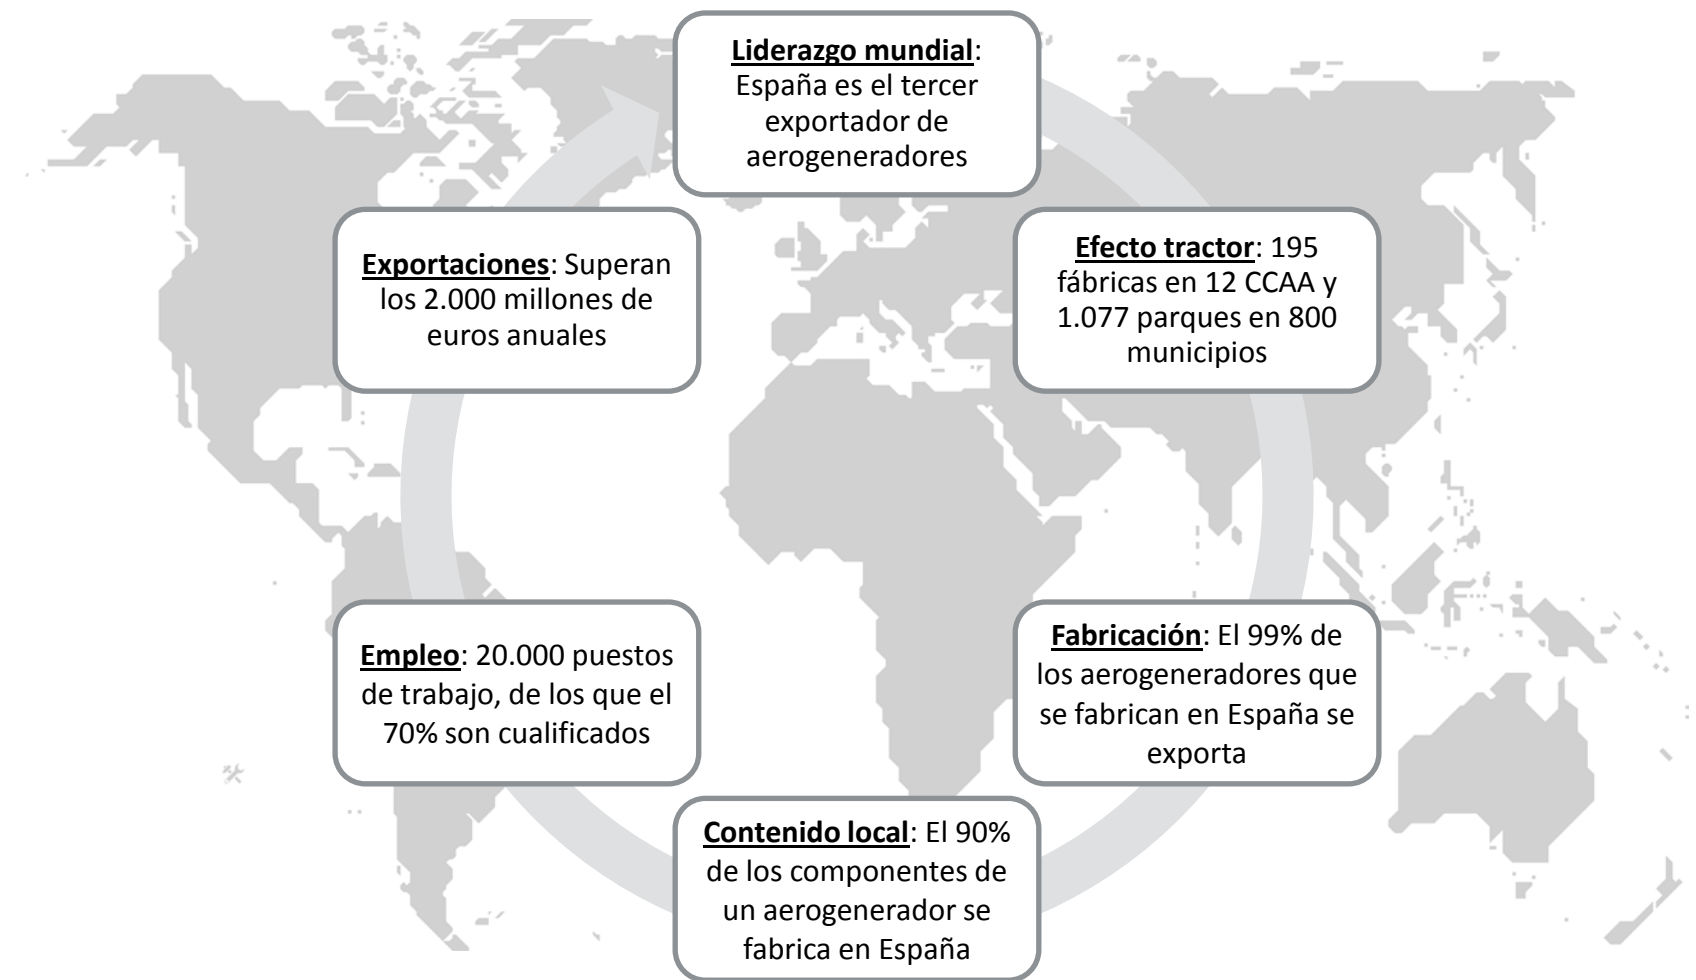 Liderazgo mundial:
España es el tercer
exportador de
aerogeneradores
Efecto tractor: 195
fábricas en 12 CCAA y
1.077 parques en 800
municipios
Fabricación: El 99% de
los aerogeneradores que
se fabrican en España se
exporta
Contenido local: El 90%
de los componentes de
un aerogenerador se
fabrica en España
Empleo: 20.000 puestos
de trabajo, de los que el
70% son cualificados
Exportaciones: Superan
los 2.000 millones de
euros anuales